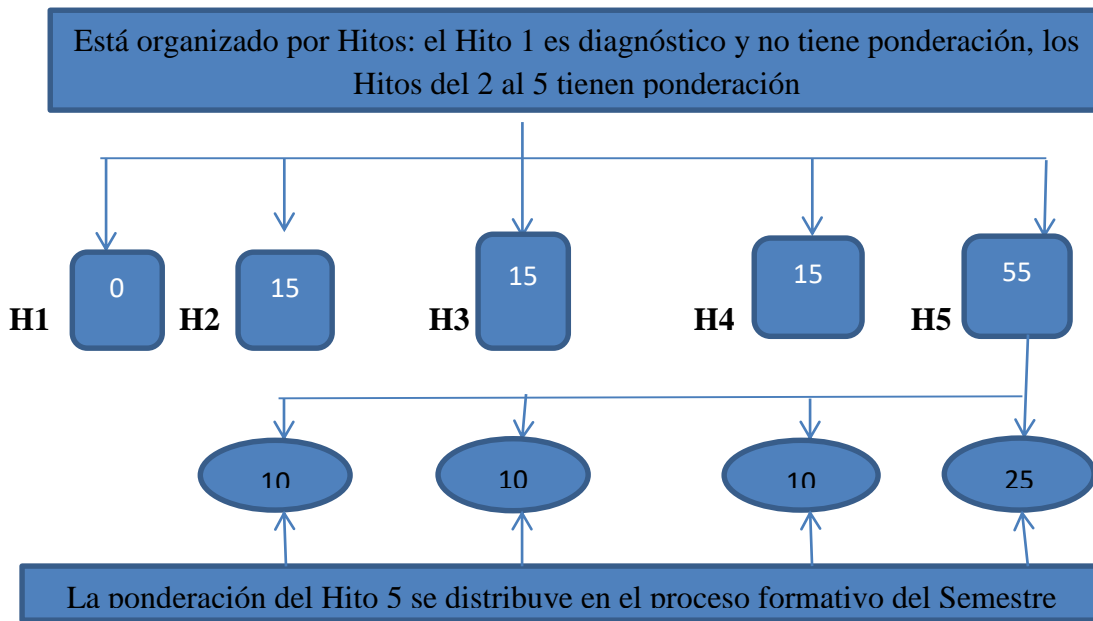 Está organizado por Hitos: el Hito 1 es diagnóstico y no tiene ponderación, los
Hitos del 2 al 5 tienen ponderación
H1 0 H2 15 H3 15 H4 15 H5 55
10 10 10 25
La ponderación del Hito 5 se distribuye en el proceso formativo del Semestre